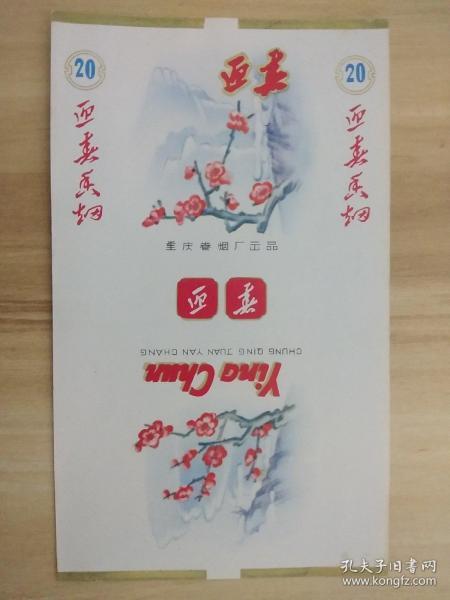 20
迎春
20
迎春香烟
迎春香烟
重庆卷烟厂出品
迎春
CHUNG QING JUAN YAN CHANG
Ying Chun
孔夫子旧书网
www.kongfz.com